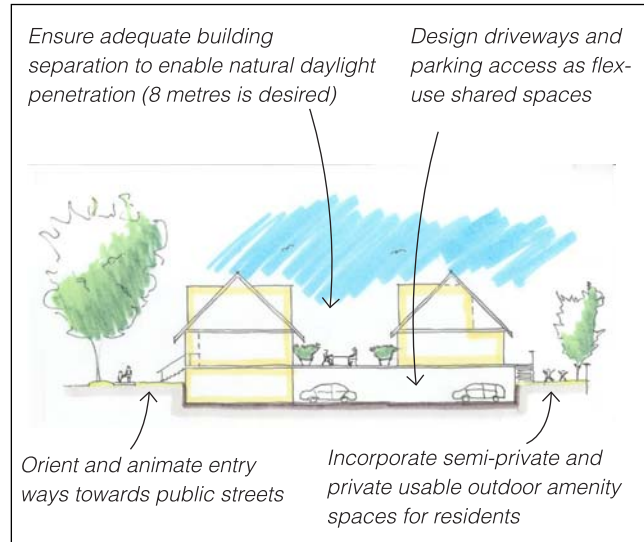 Ensure adequate building
separation to enable natural daylight
penetration (8 metres is desired)
Design driveways and
parking access as flex-
use shared spaces
Orient and animate entry
ways towards public streets
Incorporate semi-private and
private usable outdoor amenity
spaces for residents